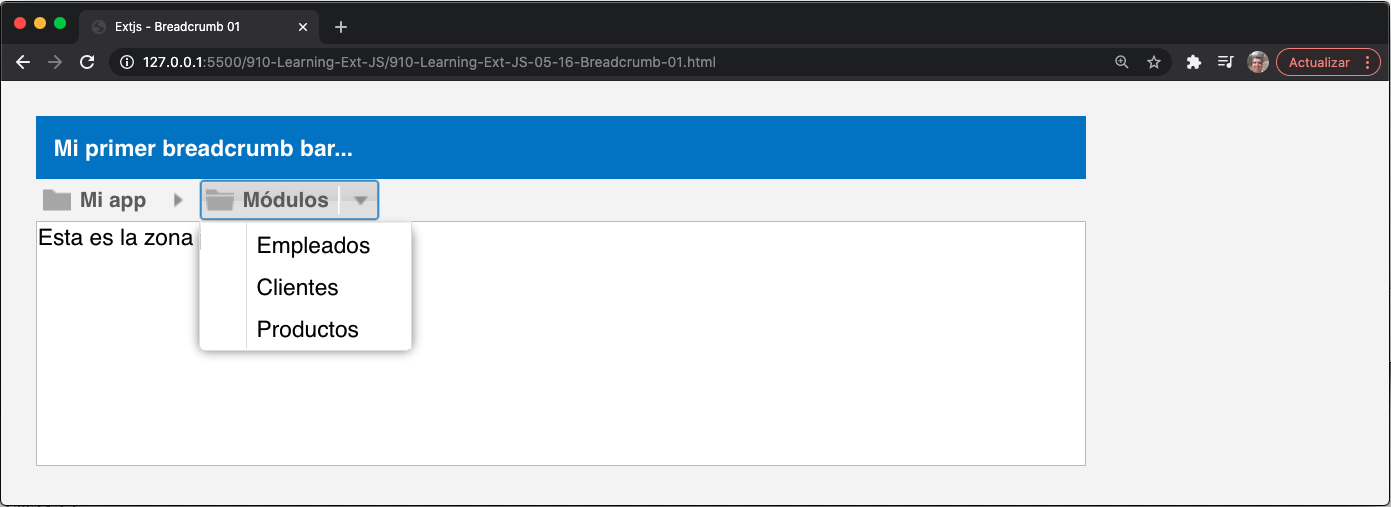 Extjs - Breadcrumb 01
127.0.0.1:5500/910-Learning-Ext-JS/910-Learning-Ext-JS-05-16-Breadcrumb-01.html
Actualizar
Mi primer breadcrumb bar...
Mi app
Módulos
Esta es la zona
Empleados
Clientes
Productos